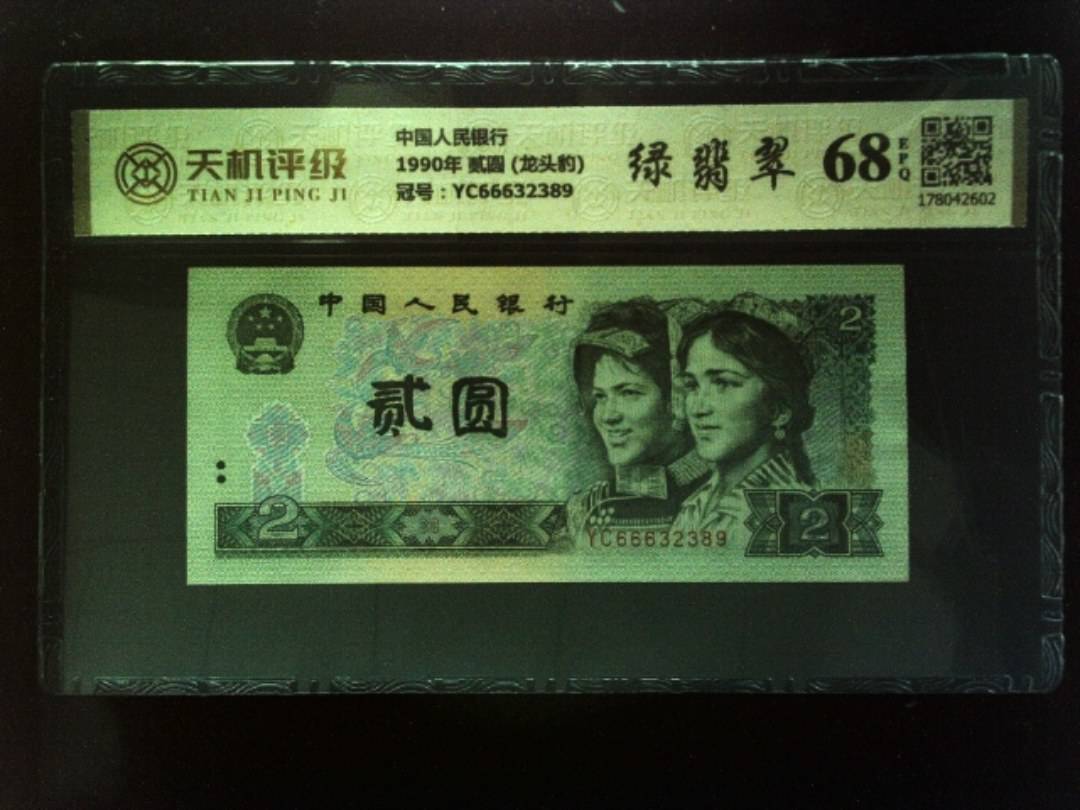 天机评级
TIAN JI PING JI
中国人民银行
1990年 贰圆 (龙头豹)
冠号：YC66632389
绿翡翠
68
EPQ
178042602
中国人民银行
2
贰圆
2
YC66632389
2